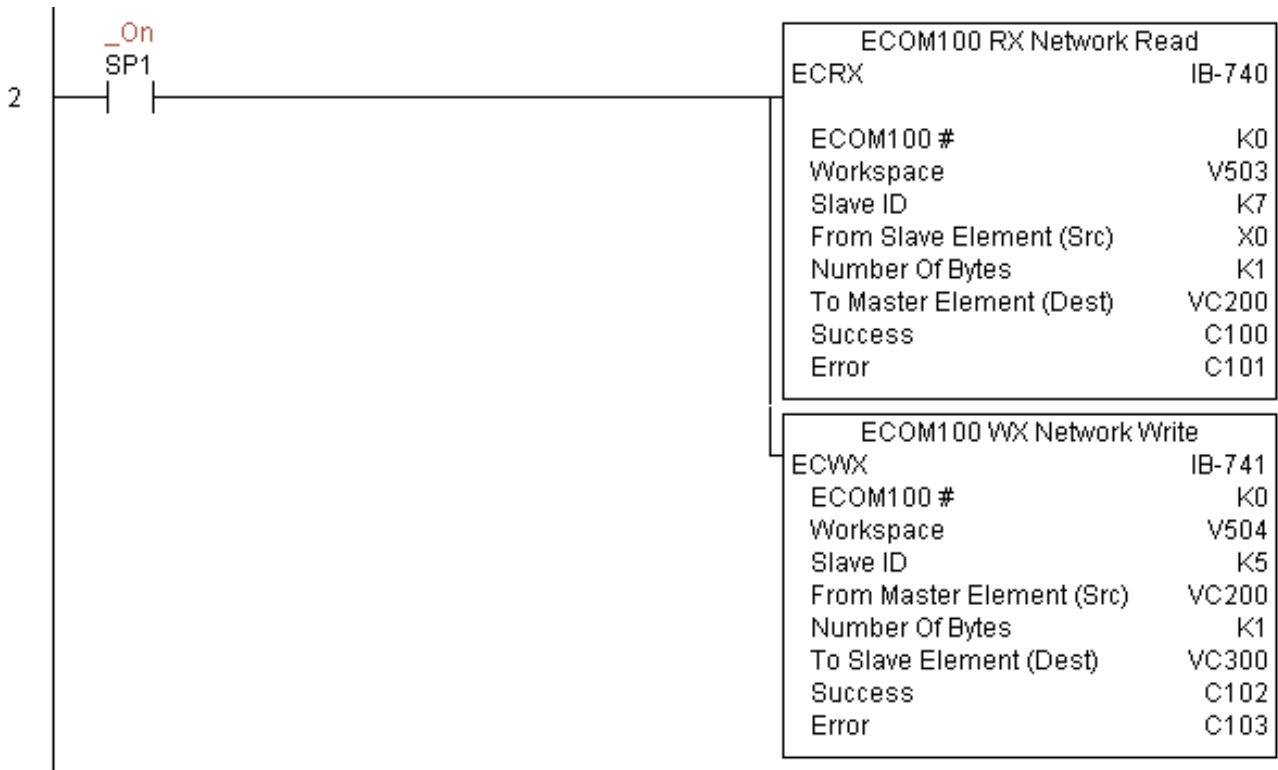 _On
SP1
2
ECOM100 RX Network Read
ECRX IB-740
ECOM100 # K0
Workspace V503
Slave ID K7
From Slave Element (Src) X0
Number Of Bytes K1
To Master Element (Dest) VC200
Success C100
Error C101
ECOM100 WX Network Write
ECWX IB-741
ECOM100 # K0
Workspace V504
Slave ID K5
From Master Element (Src) VC200
Number Of Bytes K1
To Slave Element (Dest) VC300
Success C102
Error C103